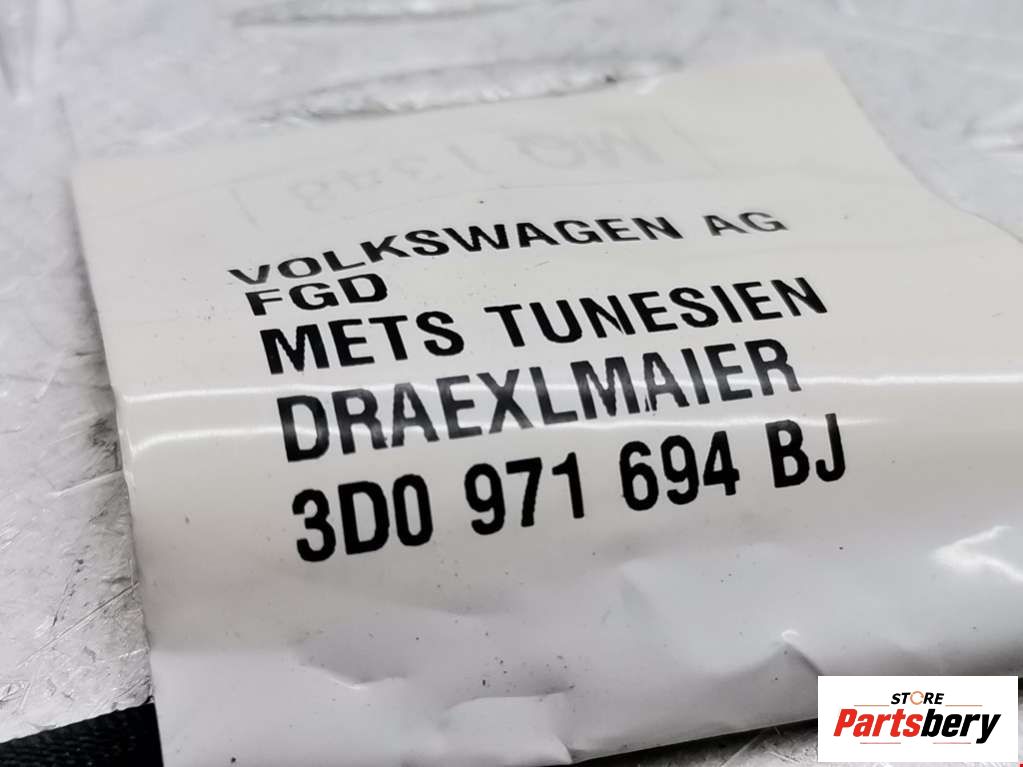 VOLKSWAGEN AG
FGD
METS TUNESIEN
DRAEXLMAIER
3D0 971 694 BJ
STORE
Partsbery